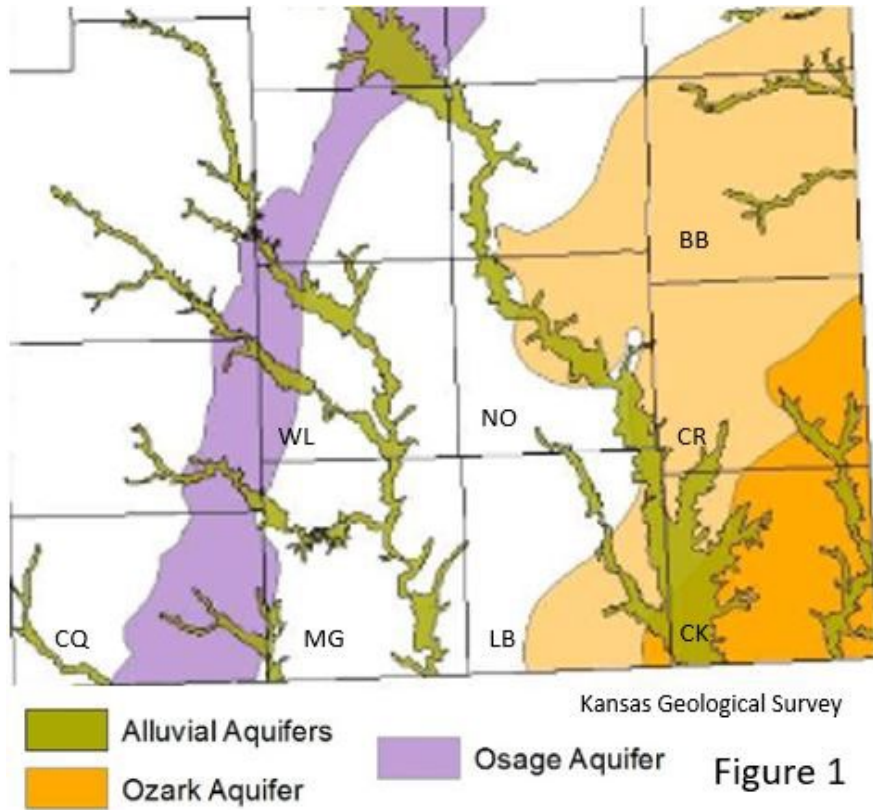 BB
WL
NO
CR
CQ
MG
LB
CK
Kansas Geological Survey
Alluvial Aquifers
Osage Aquifer
Ozark Aquifer
Figure 1